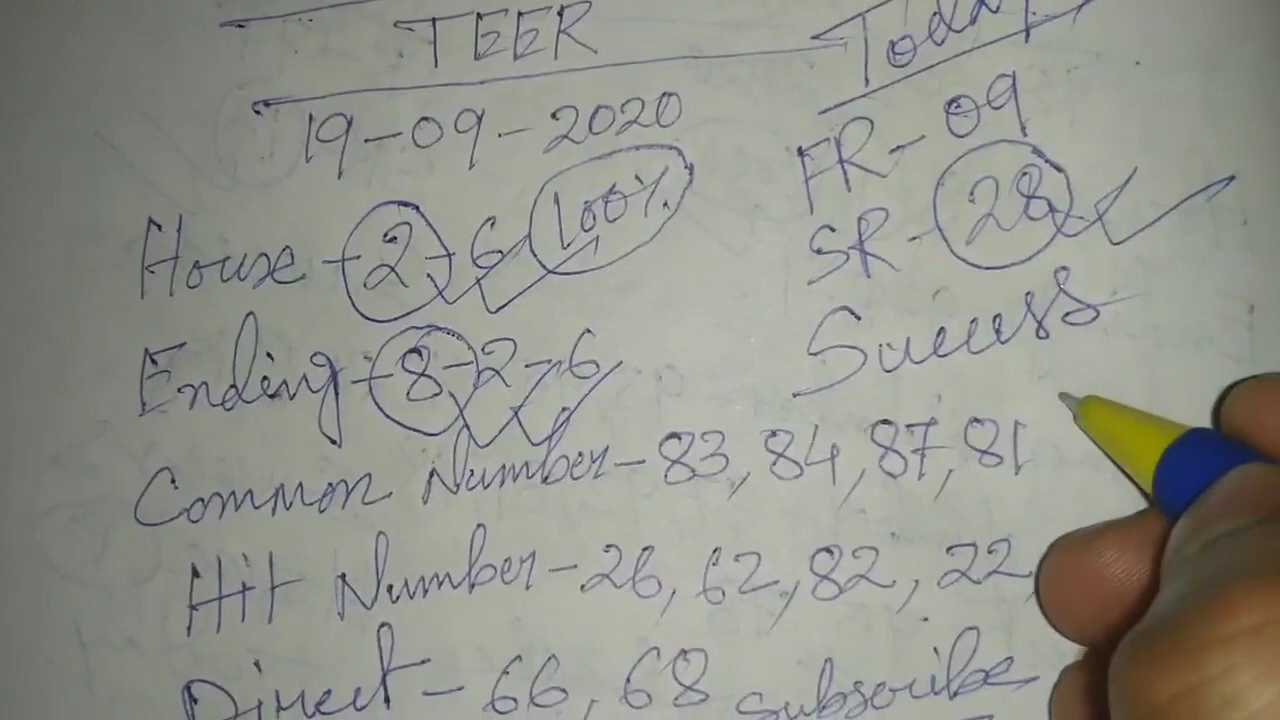 TEER
19-09-2020
House - 2 - 6 100%
Ending - 8 - 2 - 6
Common Number - 83, 84, 87, 81
Hit Number - 26, 62, 82, 22,
Direct - 66, 68 Subscribe
Today
FR - 09
SR - 28
Success